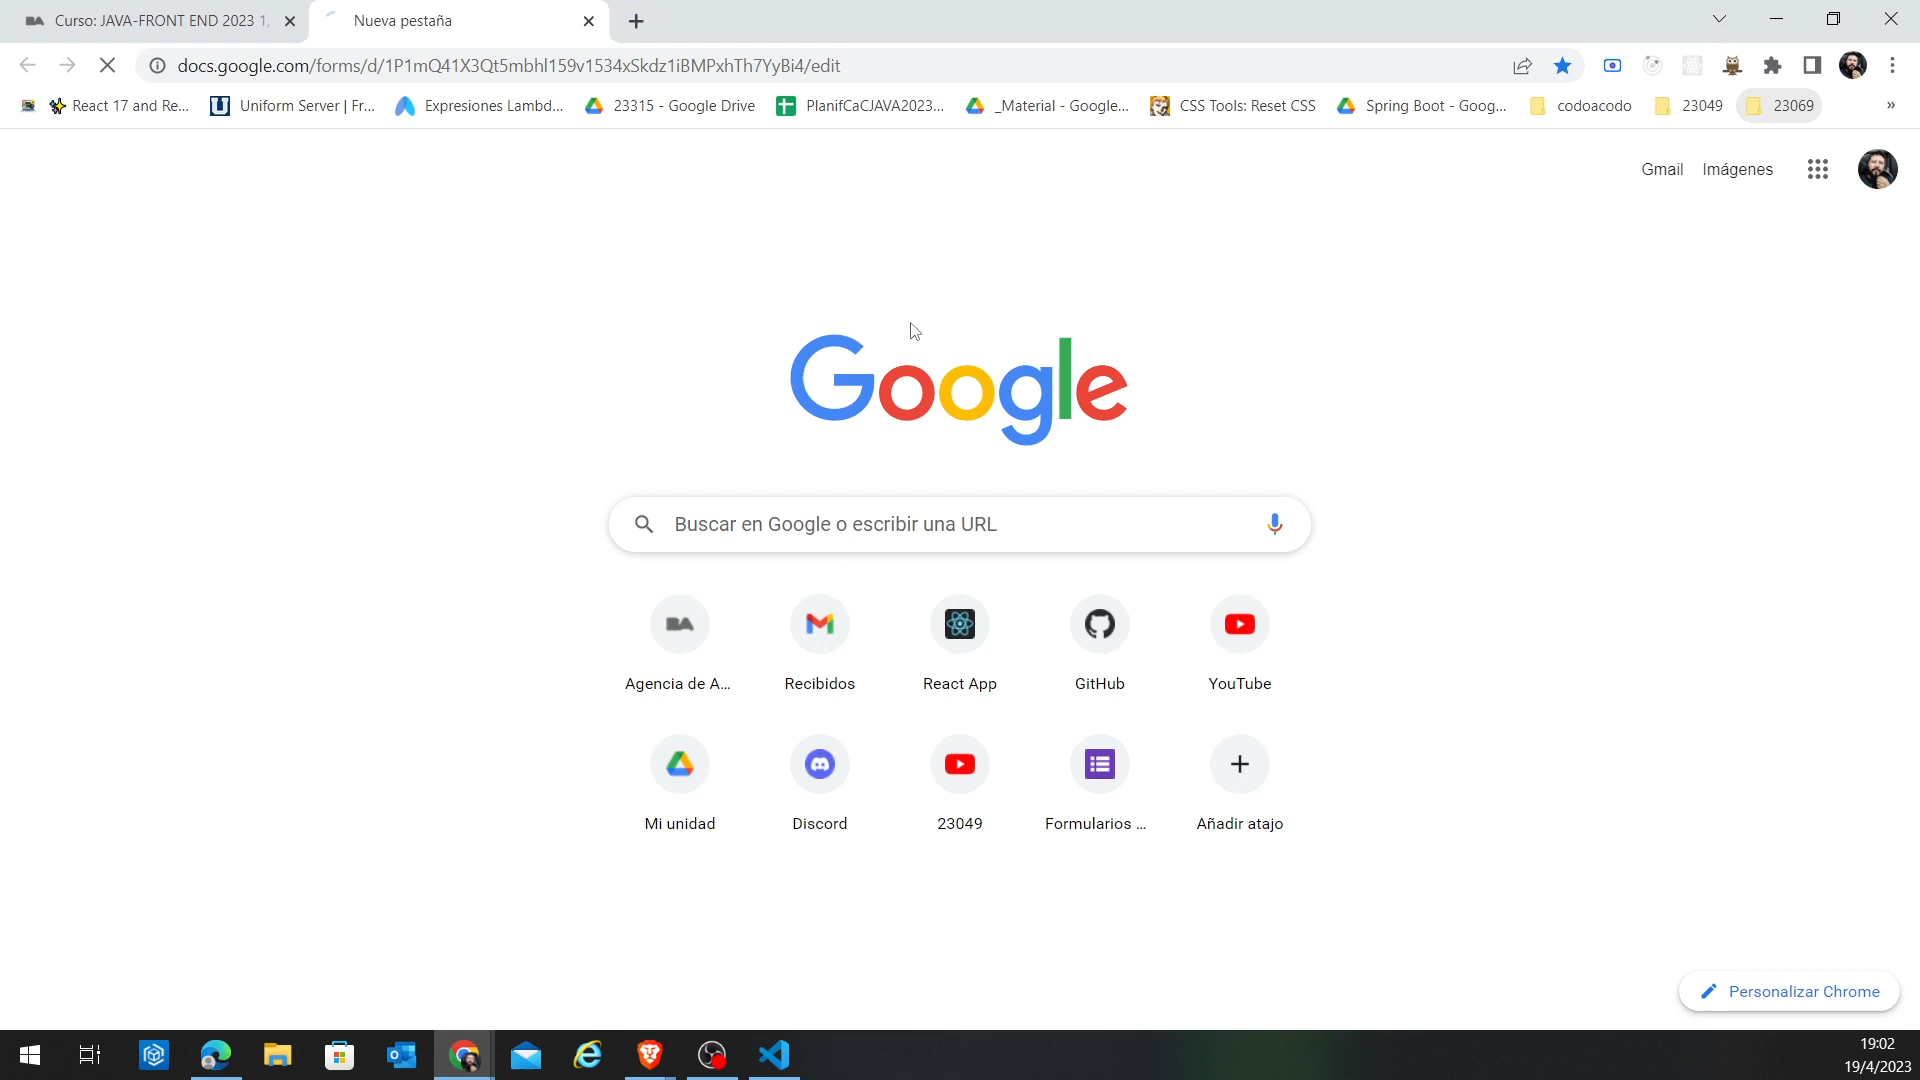 Curso: JAVA-FRONT END 2023 1,
Nueva pestaña
docs.google.com/forms/d/1P1mQ41X3Qt5mbhl159v1534xSkdz1iBMPxhTh7YyBi4/edit
React 17 and Re...
Uniform Server | Fr...
Expresiones Lambd...
23315 - Google Drive
PlanifCaCJAVA2023...
_Material - Google...
CSS Tools: Reset CSS
Spring Boot - Goog...
codoacodo
23049
23069
»
Gmail
Imágenes
Google
Buscar en Google o escribir una URL
BA
Agencia de A...
Recibidos
React App
GitHub
YouTube
Mi unidad
Discord
23049
Formularios ...
Añadir atajo
Personalizar Chrome
19:02
19/4/2023